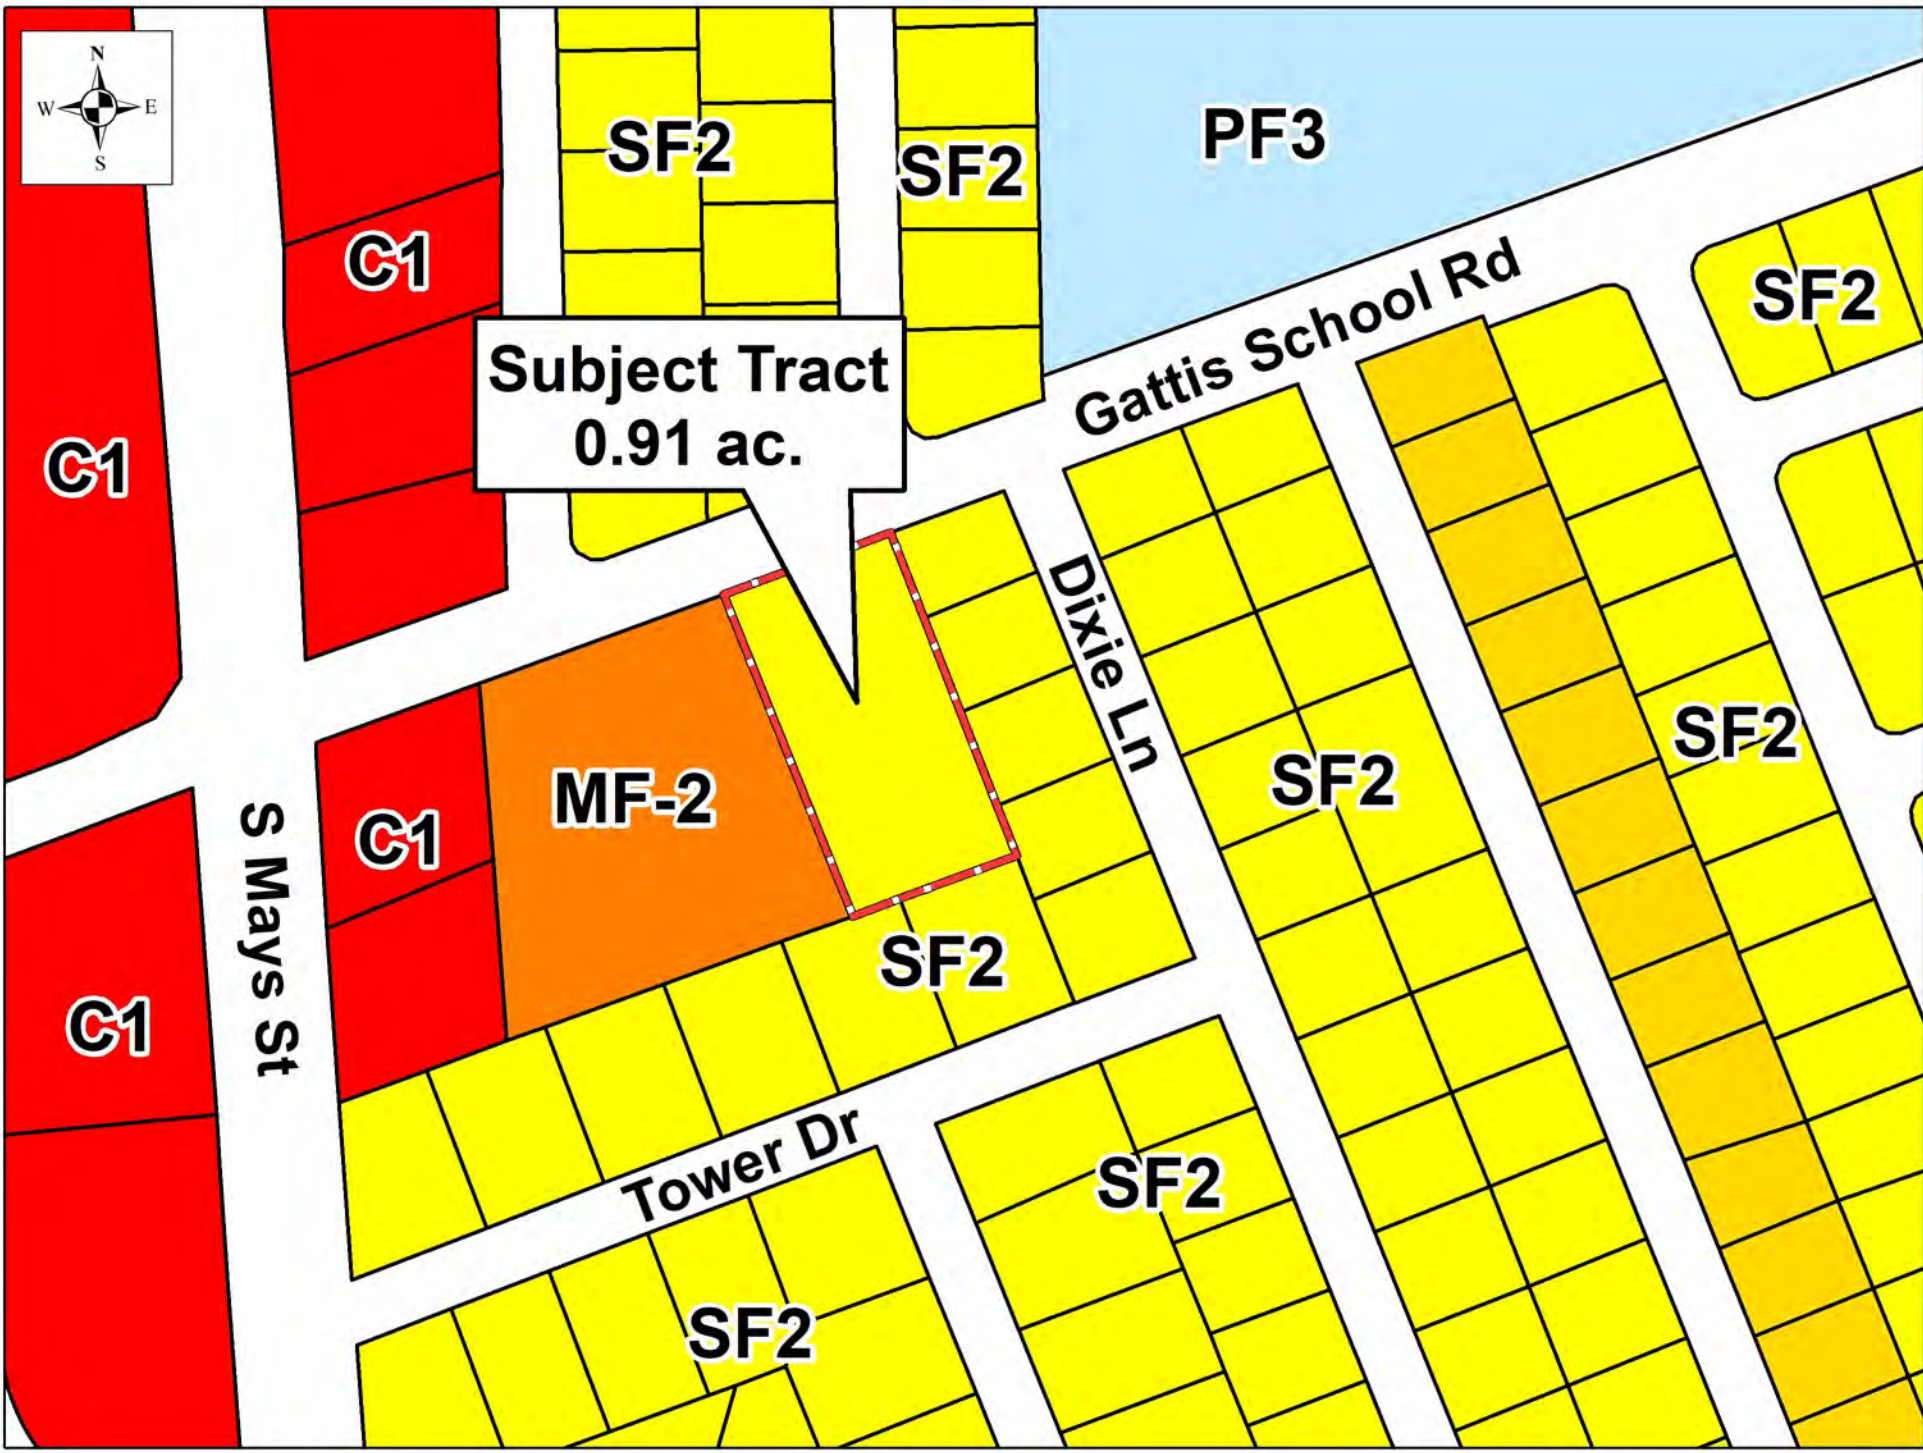 N
W E
S
SF2
SF2
PF3
C1
SF2
Gattis School Rd
Subject Tract
0.91 ac.
C1
Dixie Ln
SF2
SF2
MF-2
C1
S Mays St
SF2
C1
Tower Dr
SF2
SF2